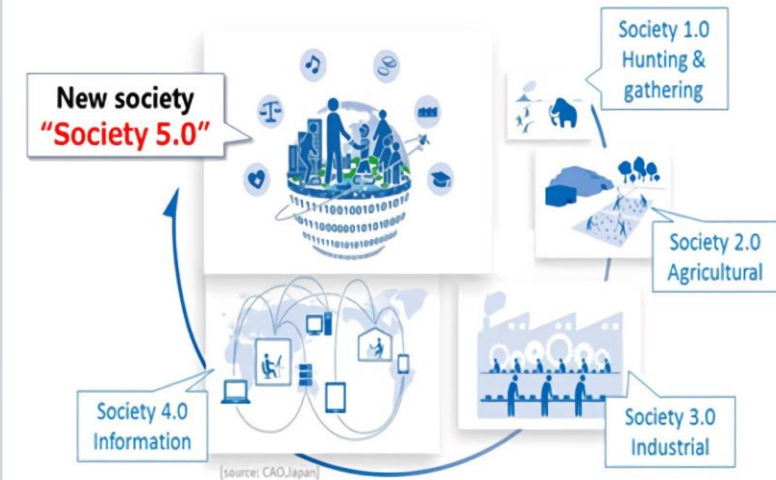 New society
“Society 5.0”
Society 1.0
Hunting &
gathering
Society 2.0
Agricultural
Society 3.0
Industrial
Society 4.0
Information
[source: CAO,Japan]